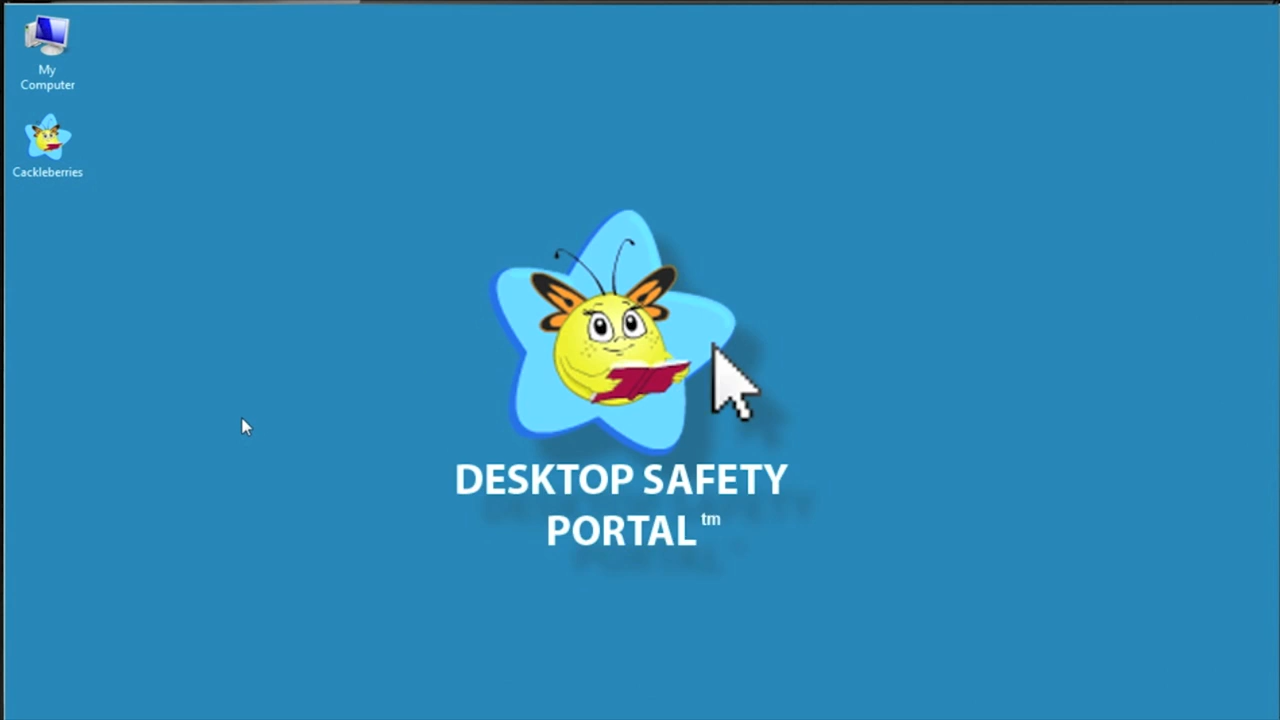 My
Computer
Cackleberries
DESKTOP SAFETY
PORTAL tm